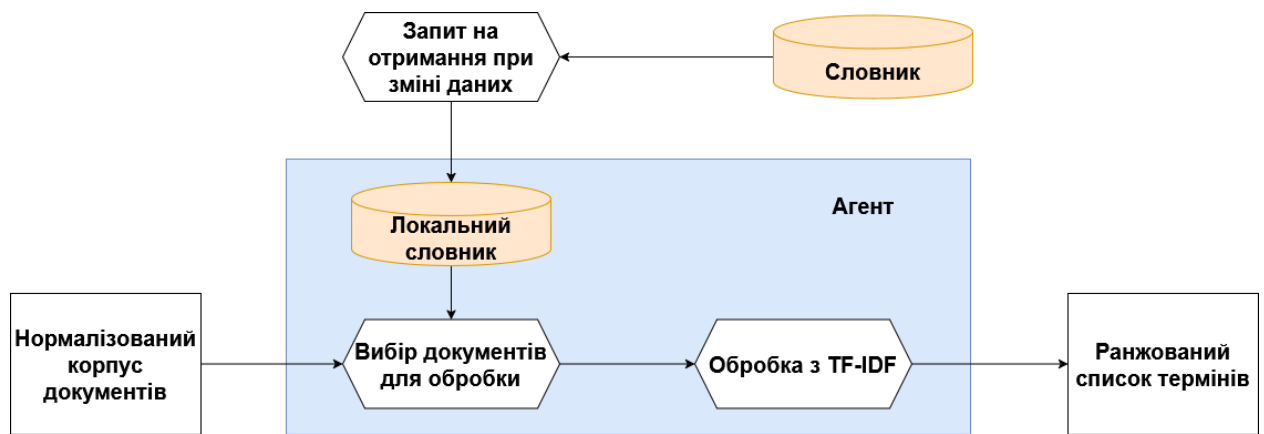 Запит на
отримання при
зміні даних
Словник
Агент
Локальний
словник
Нормалізований
корпус
документів
Вибір документів
для обробки
Обробка з TF-IDF
Ранжований
список термінів